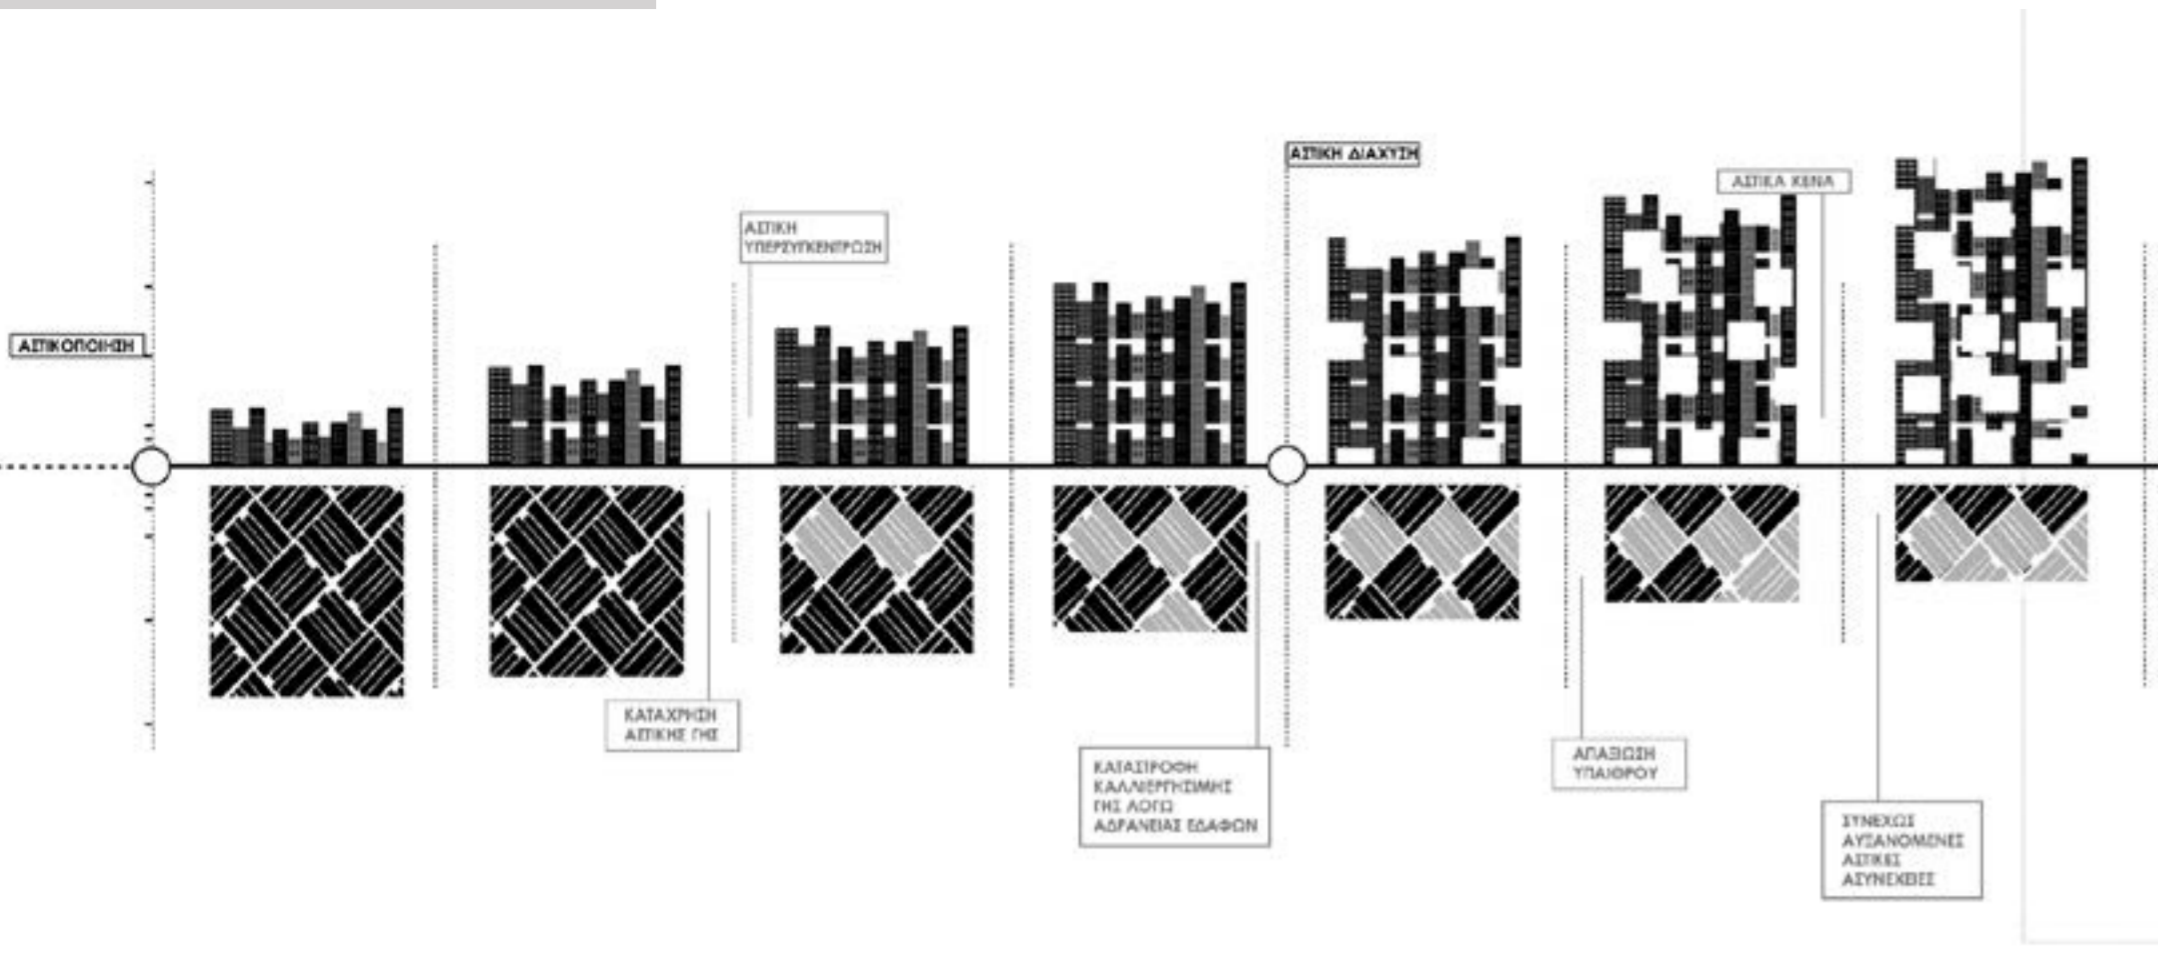 ΑΣΤΙΚΟΠΟΙΗΣΗ
ΑΣΤΙΚΗ
ΥΠΕΡΣΥΓΚΕΝΤΡΩΣΗ
ΚΑΤΑΧΡΗΣΗ
ΑΣΤΙΚΗΣ ΓΗΣ
ΚΑΤΑΣΤΡΟΦΗ
ΚΑΛΛΙΕΡΓΗΣΙΜΗΣ
ΓΗΣ ΛΟΓΩ
ΑΔΡΑΝΕΙΑΣ ΕΔΑΦΩΝ
ΑΣΤΙΚΗ ΔΙΑΧΥΣΗ
ΑΠΑΞΙΩΣΗ
ΥΠΑΙΘΡΟΥ
ΑΣΤΙΚΑ ΚΕΝΑ
ΣΥΝΕΧΩΣ
ΑΥΞΑΝΟΜΕΝΕΣ
ΑΣΤΙΚΕΣ
ΑΣΥΝΕΧΕΙΕΣ